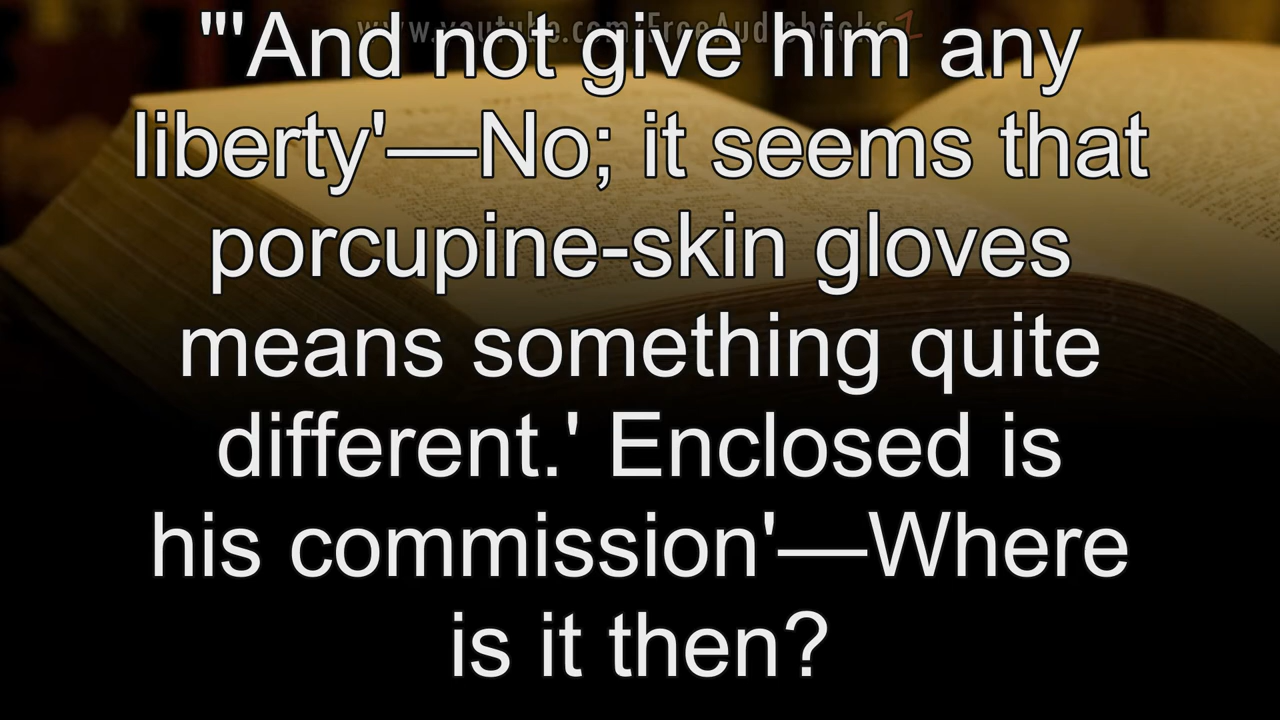 www.youtube.com/FreeAudiobooks
"'And not give him any
liberty'—No; it seems that
porcupine-skin gloves
means something quite
different.' Enclosed is
his commission'—Where
is it then?